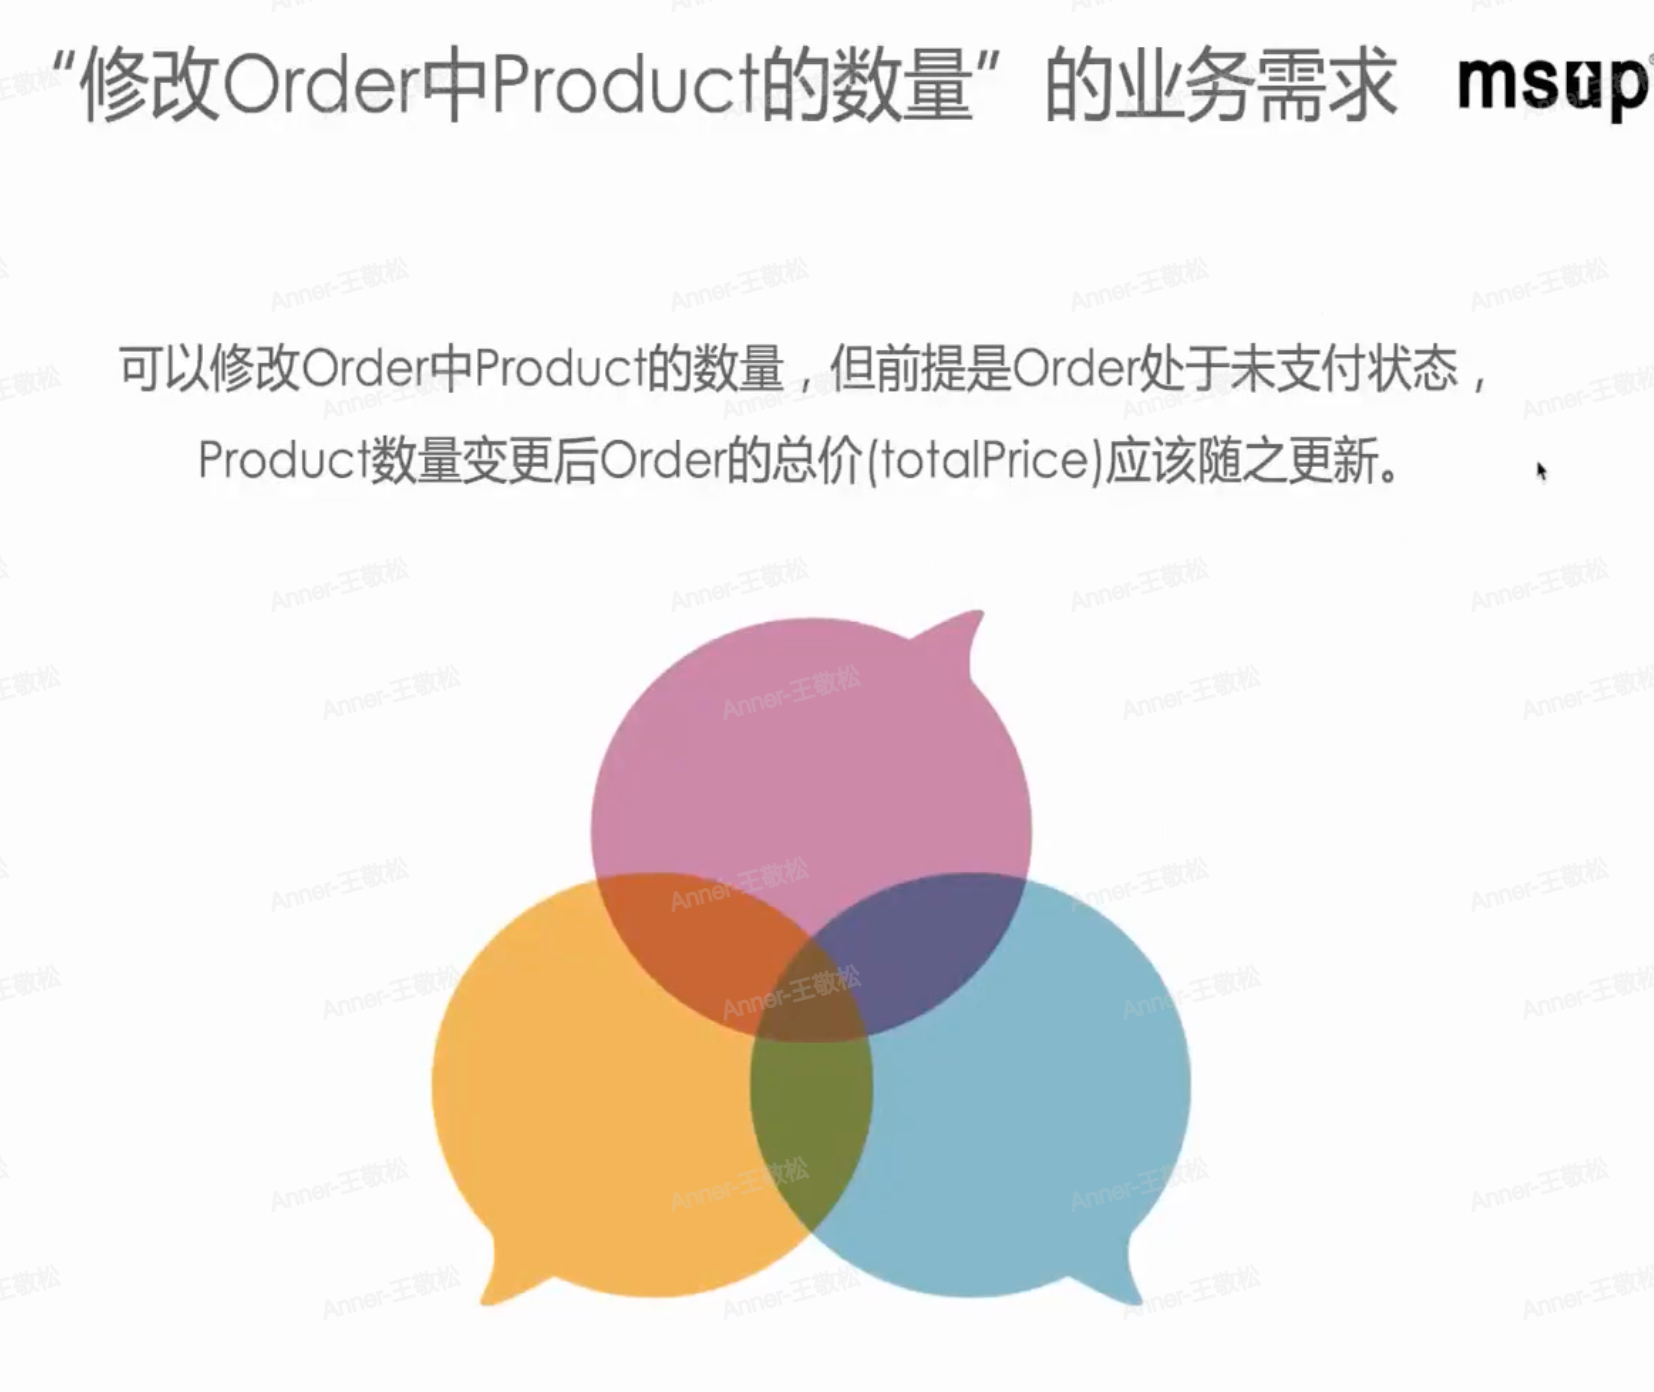 “修改Order中Product的数量”的业务需求
msup
可以修改Order中Product的数量，但前提是Order处于未支付状态，
Product数量变更后Order的总价(totalPrice)应该随之更新。
Anner-王敬松